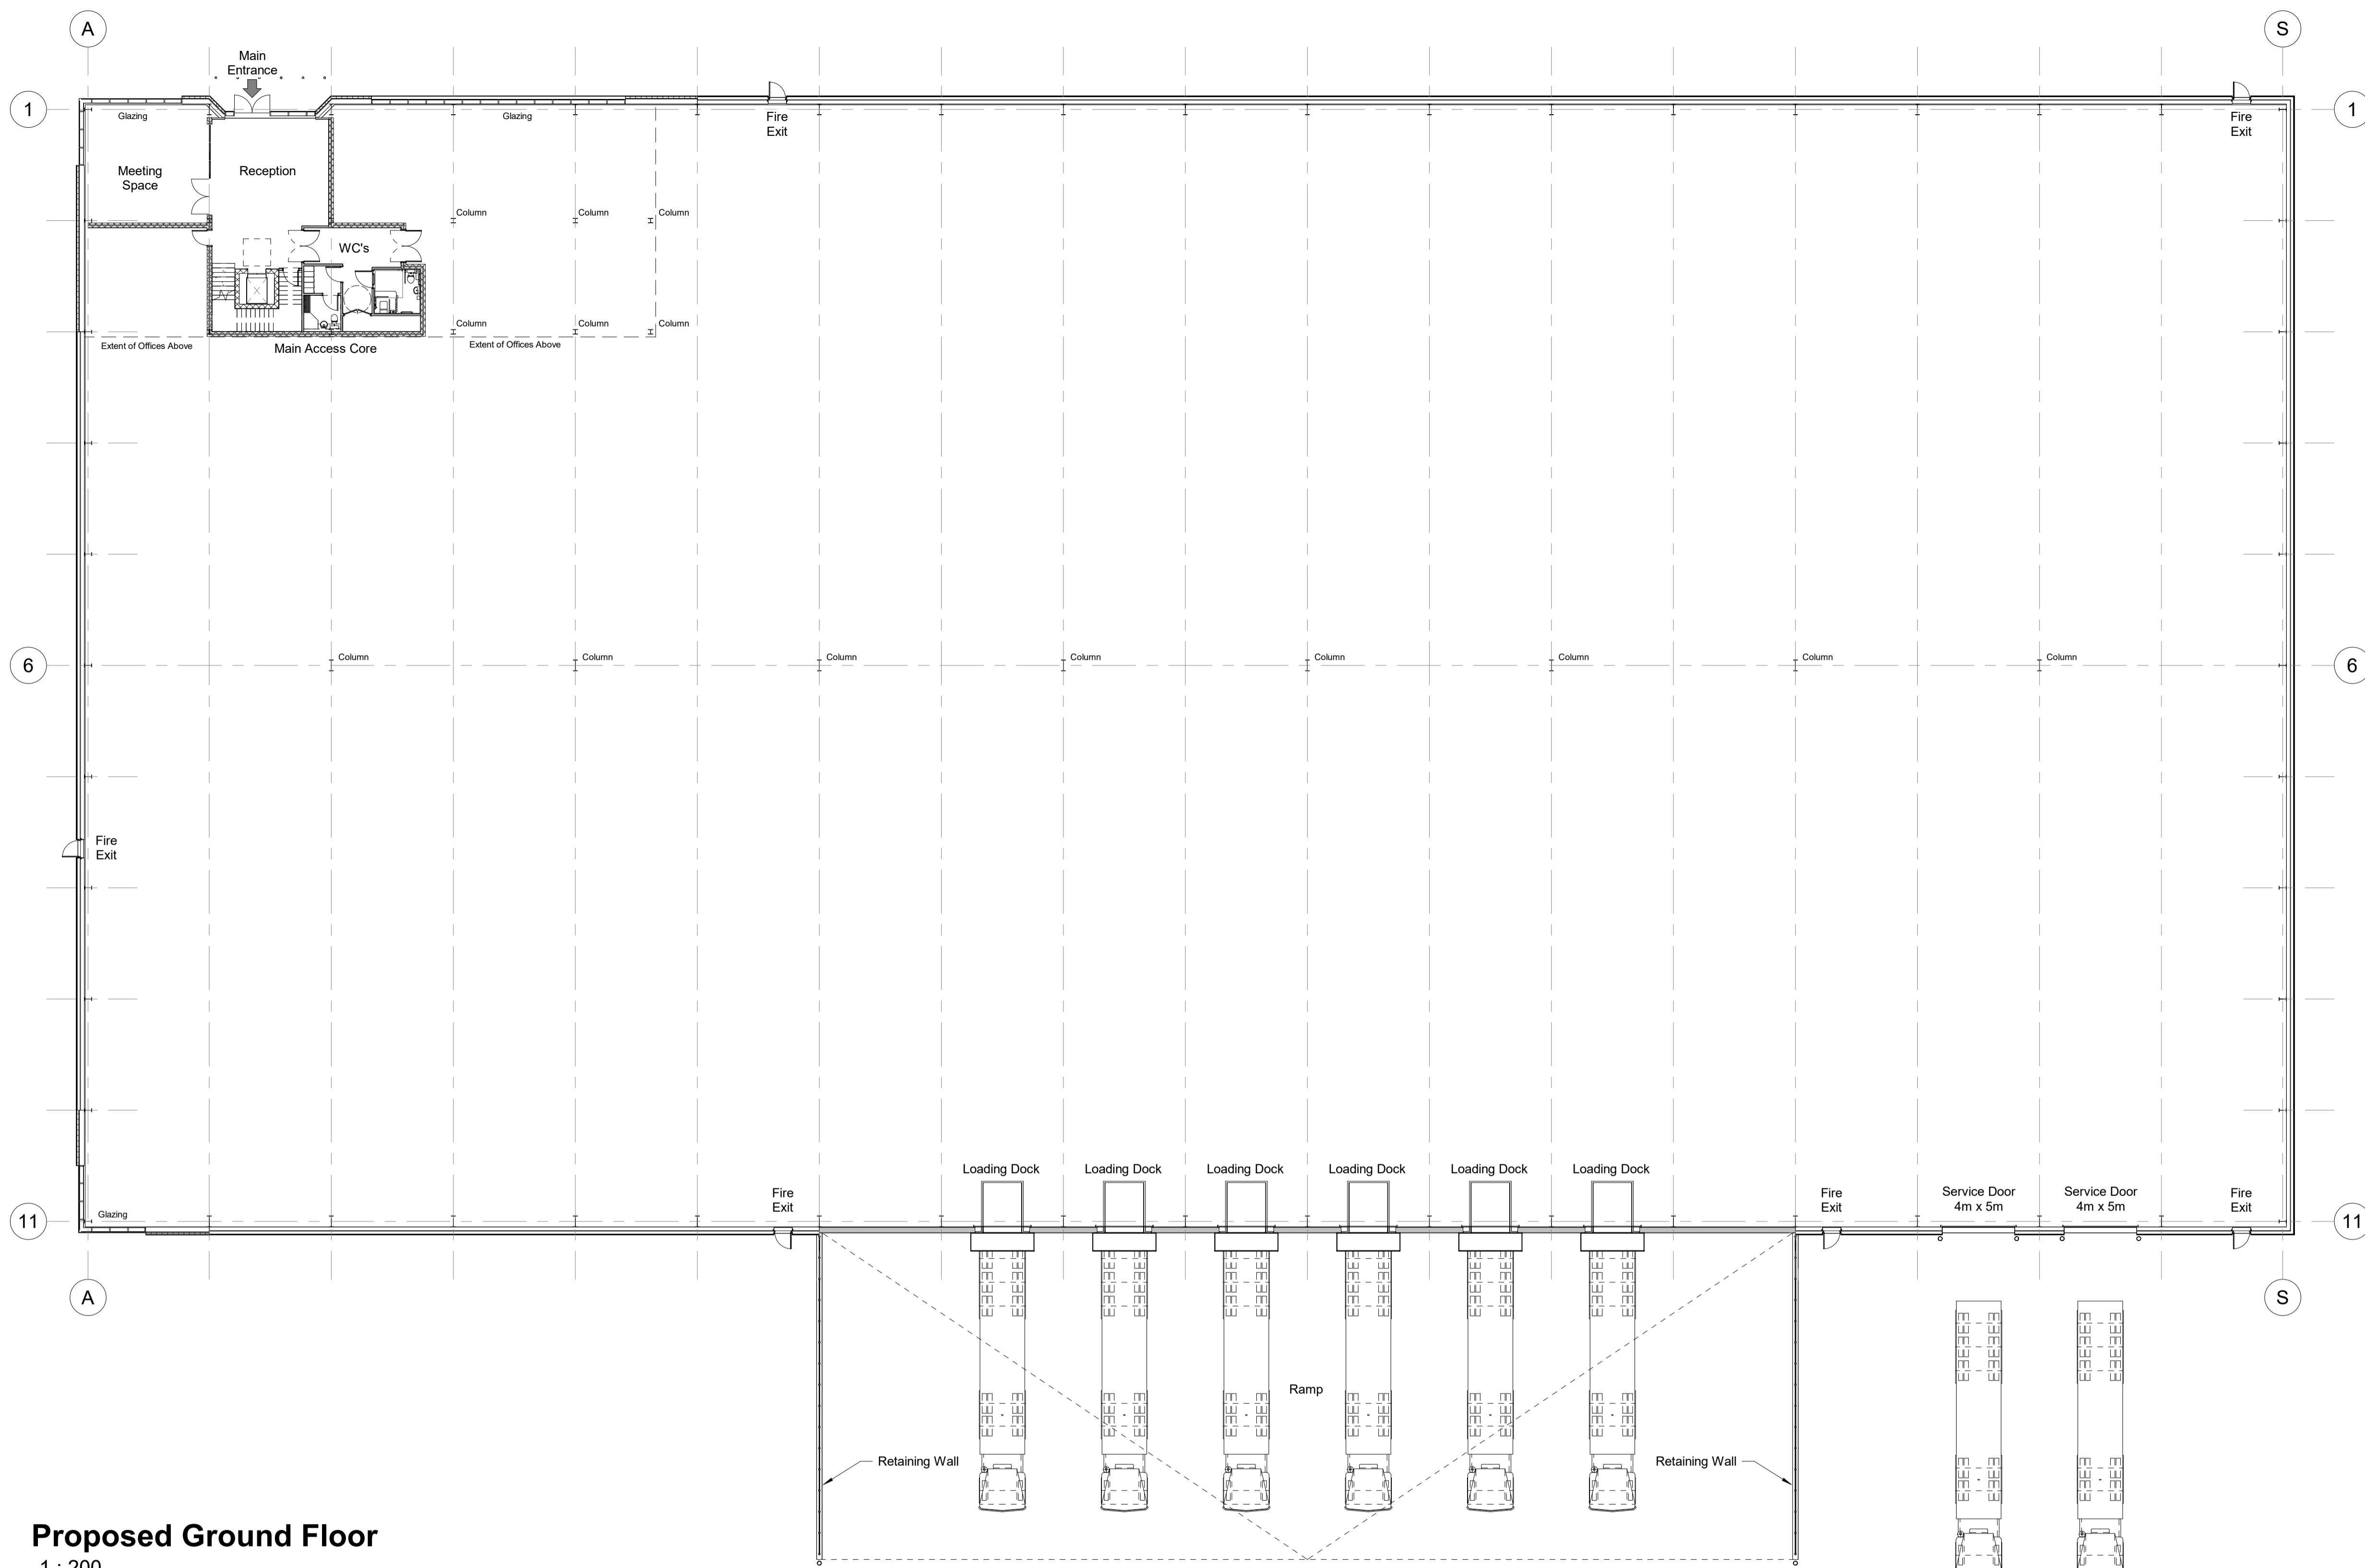 A
S
Main
Entrance
1
1
Glazing
Glazing
Fire
Exit
Fire
Exit
Meeting
Space
Reception
Column
Column
Column
WC's
Column
Column
Column
Extent of Offices Above
Main Access Core
Extent of Offices Above
6
Column
Column
Column
Column
Column
Column
Column
Column
6
Fire
Exit
Loading Dock
Loading Dock
Loading Dock
Loading Dock
Loading Dock
Loading Dock
Fire
Exit
Fire
Exit
Service Door
4m x 5m
Service Door
4m x 5m
Fire
Exit
11
Glazing
11
A
S
Ramp
Retaining Wall
Retaining Wall
Proposed Ground Floor
1 : 200